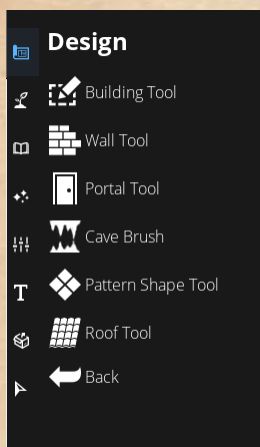 Design
Building Tool
Wall Tool
Portal Tool
Cave Brush
Pattern Shape Tool
T
Roof Tool
Back